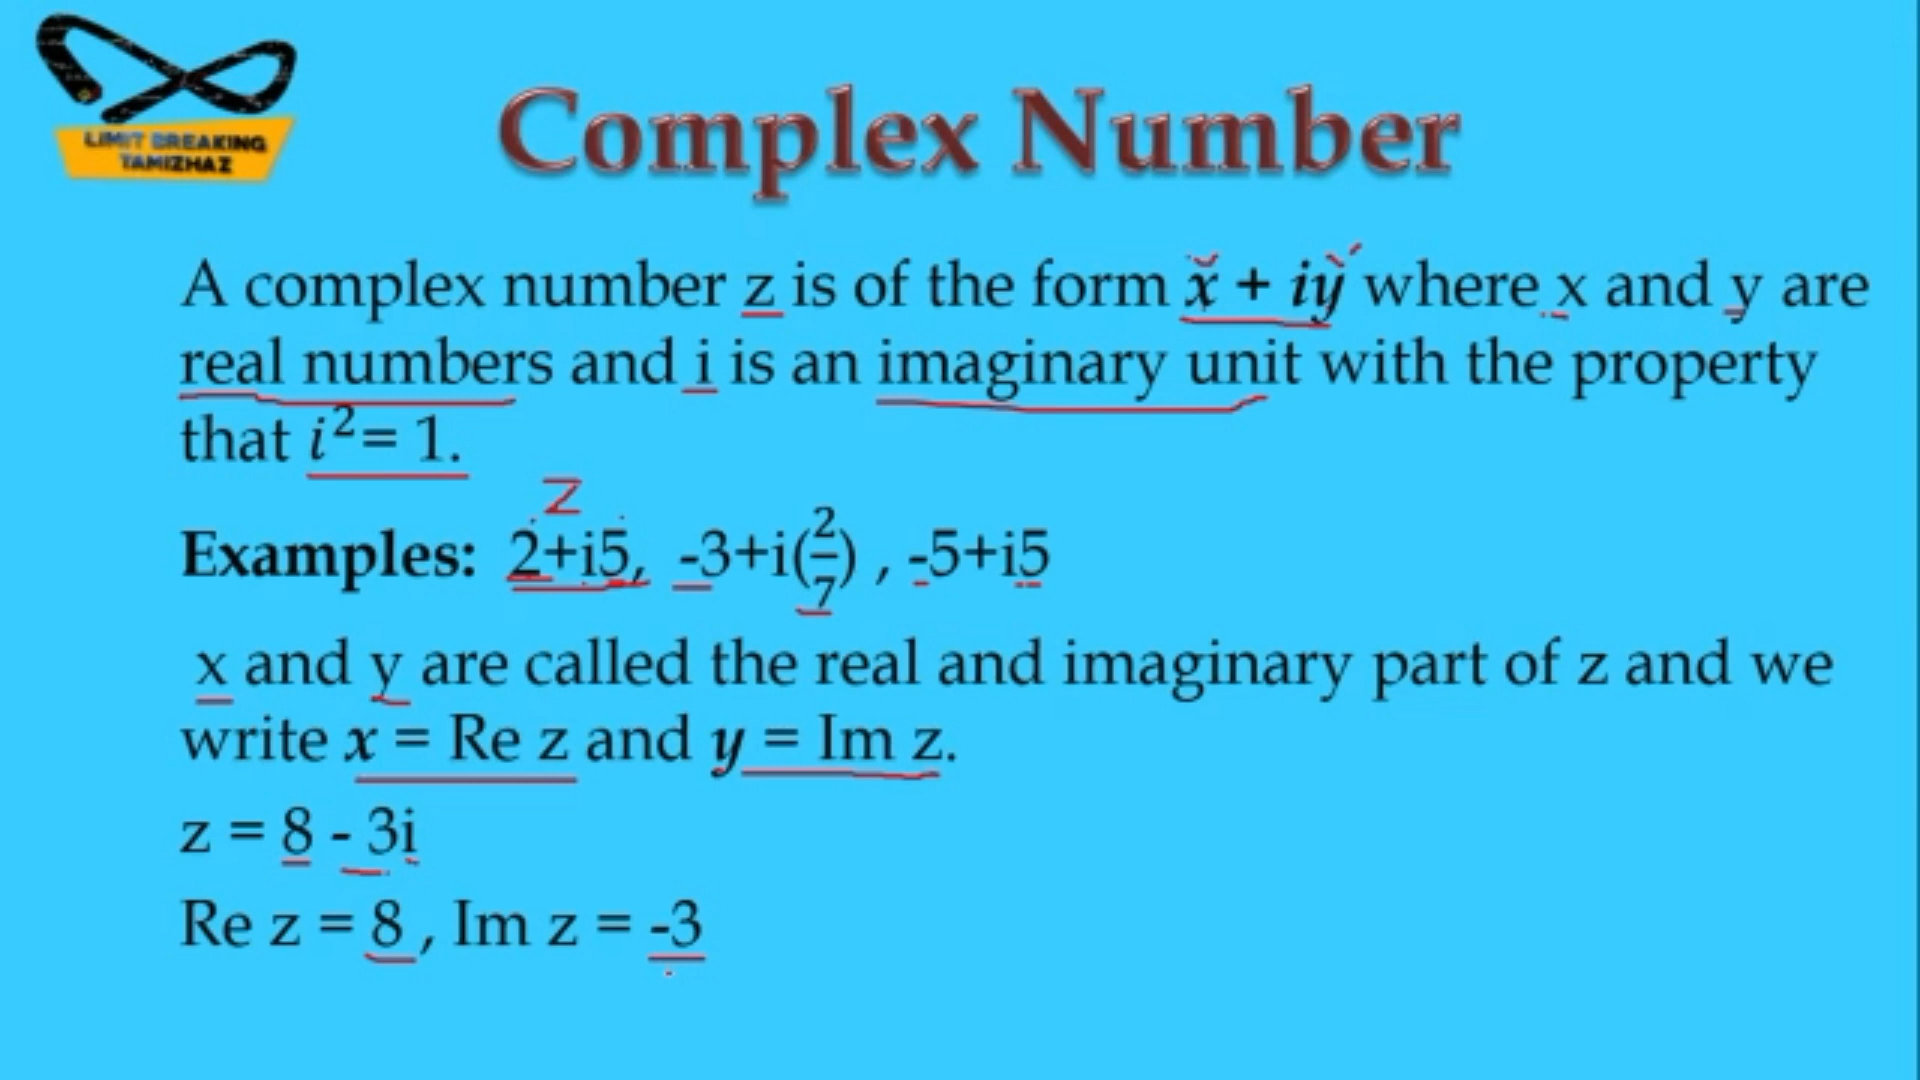 LIMIT BREAKING
TAMIZHAZ
Complex Number
A complex number z is of the form x + iy where x and y are
real numbers and i is an imaginary unit with the property
that i²= 1.
z
Examples: 2+i5, -3+i(2/7) , -5+i5
x and y are called the real and imaginary part of z and we
write x = Re z and y = Im z.
z = 8 - 3i
Re z = 8 , Im z = -3